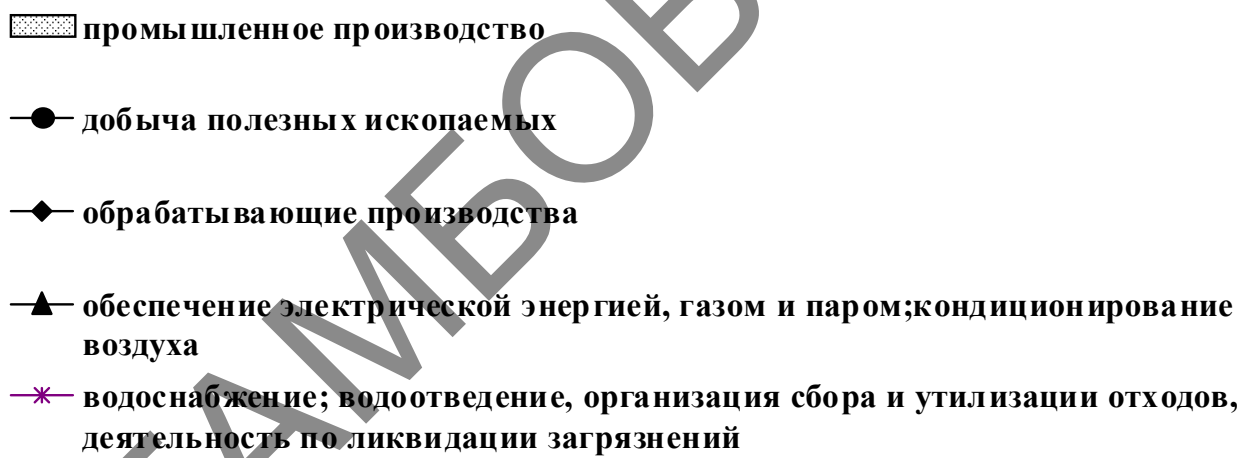 промышленное производство
добыча полезных ископаемых
обрабатывающие производства
обеспечение электрической энергией, газом и паром;кондиционирование
воздуха
водоснабжение; водоотведение, организация сбора и утилизации отходов,
деятельность по ликвидации загрязнений
ТАМБОВ